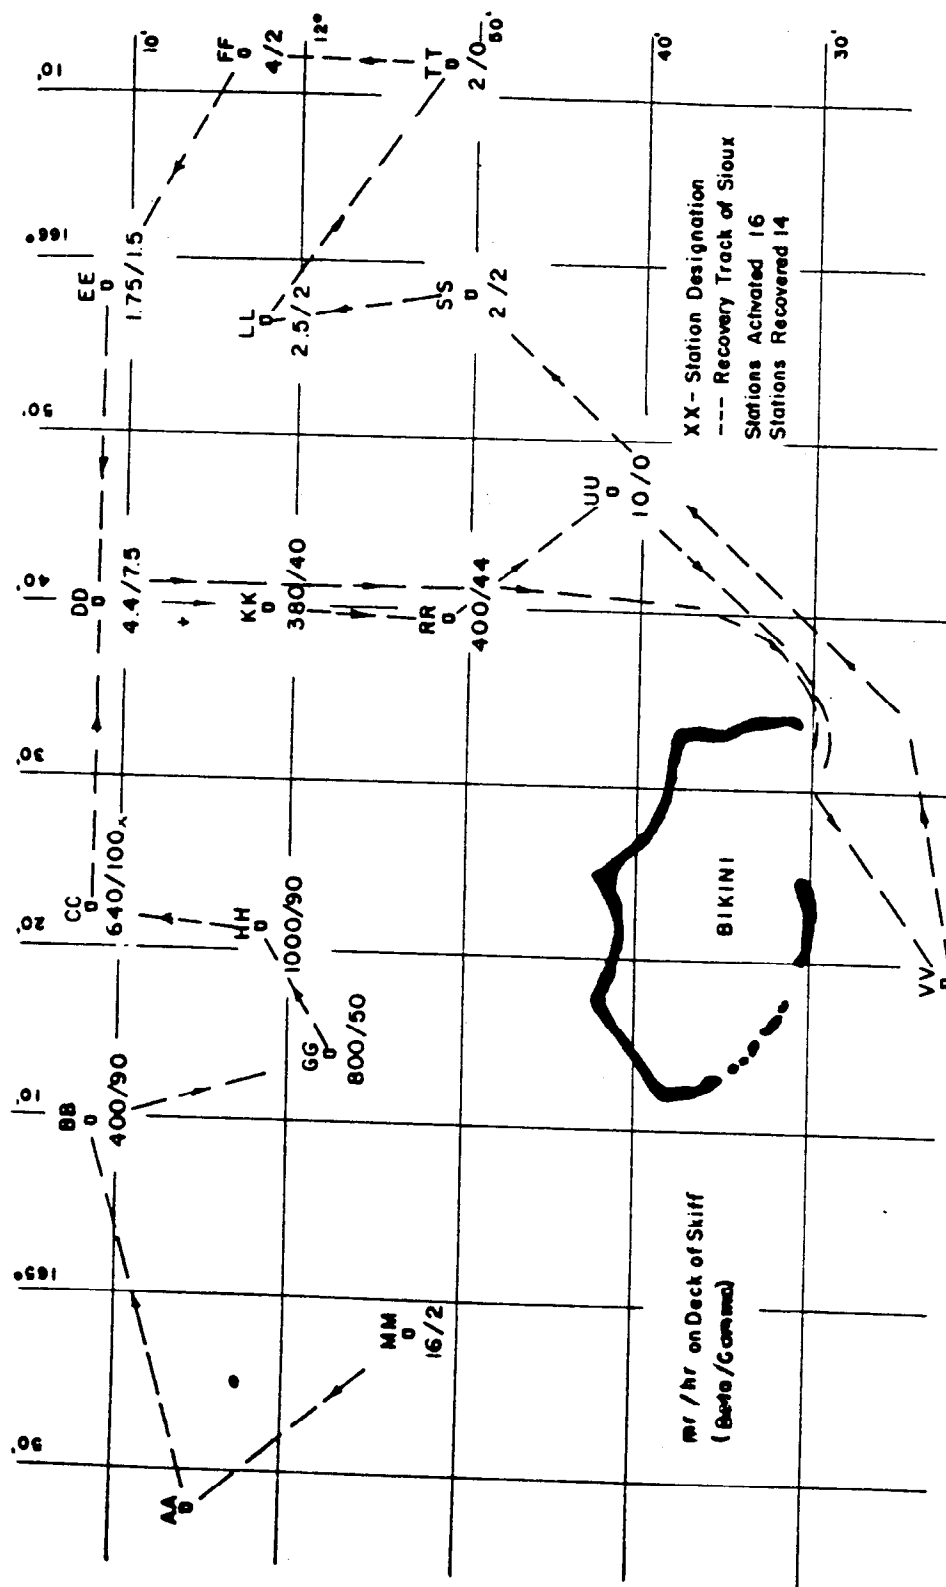 10'
166°
50'
40'
30'
20'
10'
165°
50'
10'
12°
50'
40'
30'
FF
4/2
TT
2/0
EE
1.75/1.5
LL
2.5/2
SS
2/2
DD
4.4/7.5
KK
380/40
RR
400/44
UU
10/0
CC
640/100
HH
1000/90
GG
800/50
BB
400/90
AA
MM
16/2
VV
BIKINI
XX - Station Designation
--- Recovery Track of Sioux
Stations Activated 16
Stations Recovered 14
mr/hr on Deck of Skiff
(Beta/Gamma)